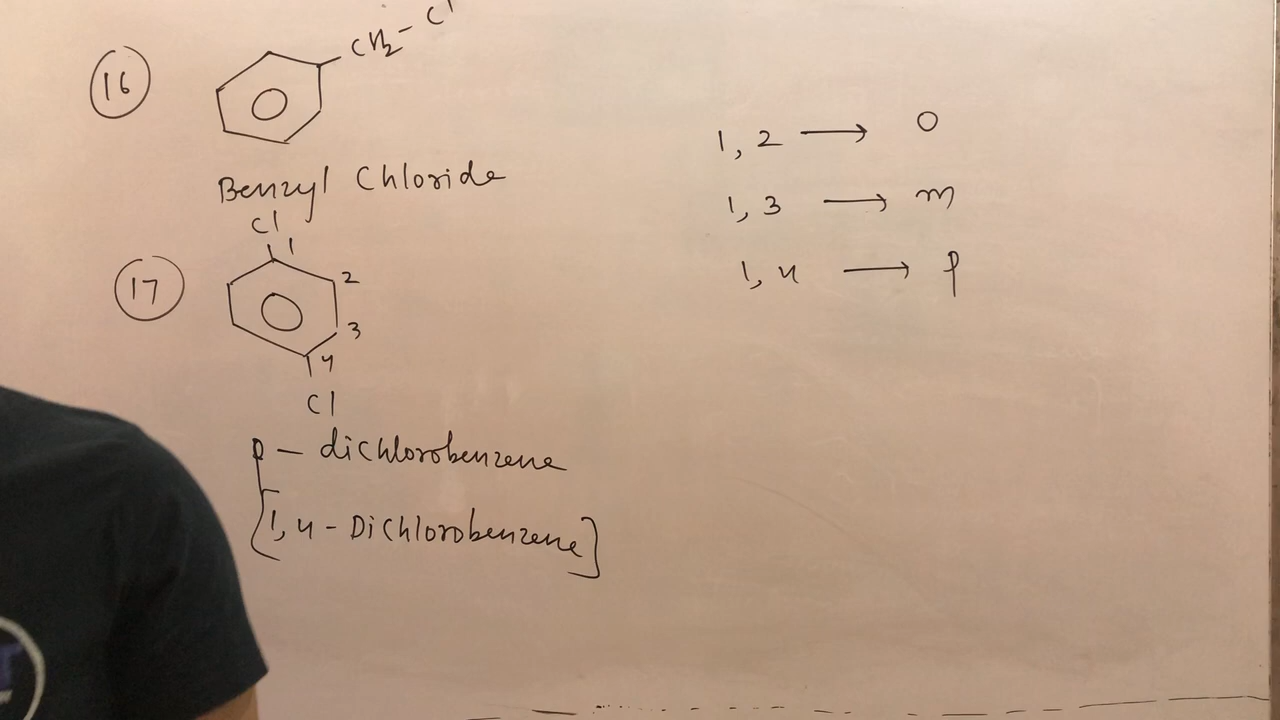 16
CH2 - Cl
Benzyl Chloride
17
Cl
1
2
3
4
Cl
p - dichlorobenzene
[1, 4 - Dichlorobenzene]
1, 2 → o
1, 3 → m
1, 4 → p